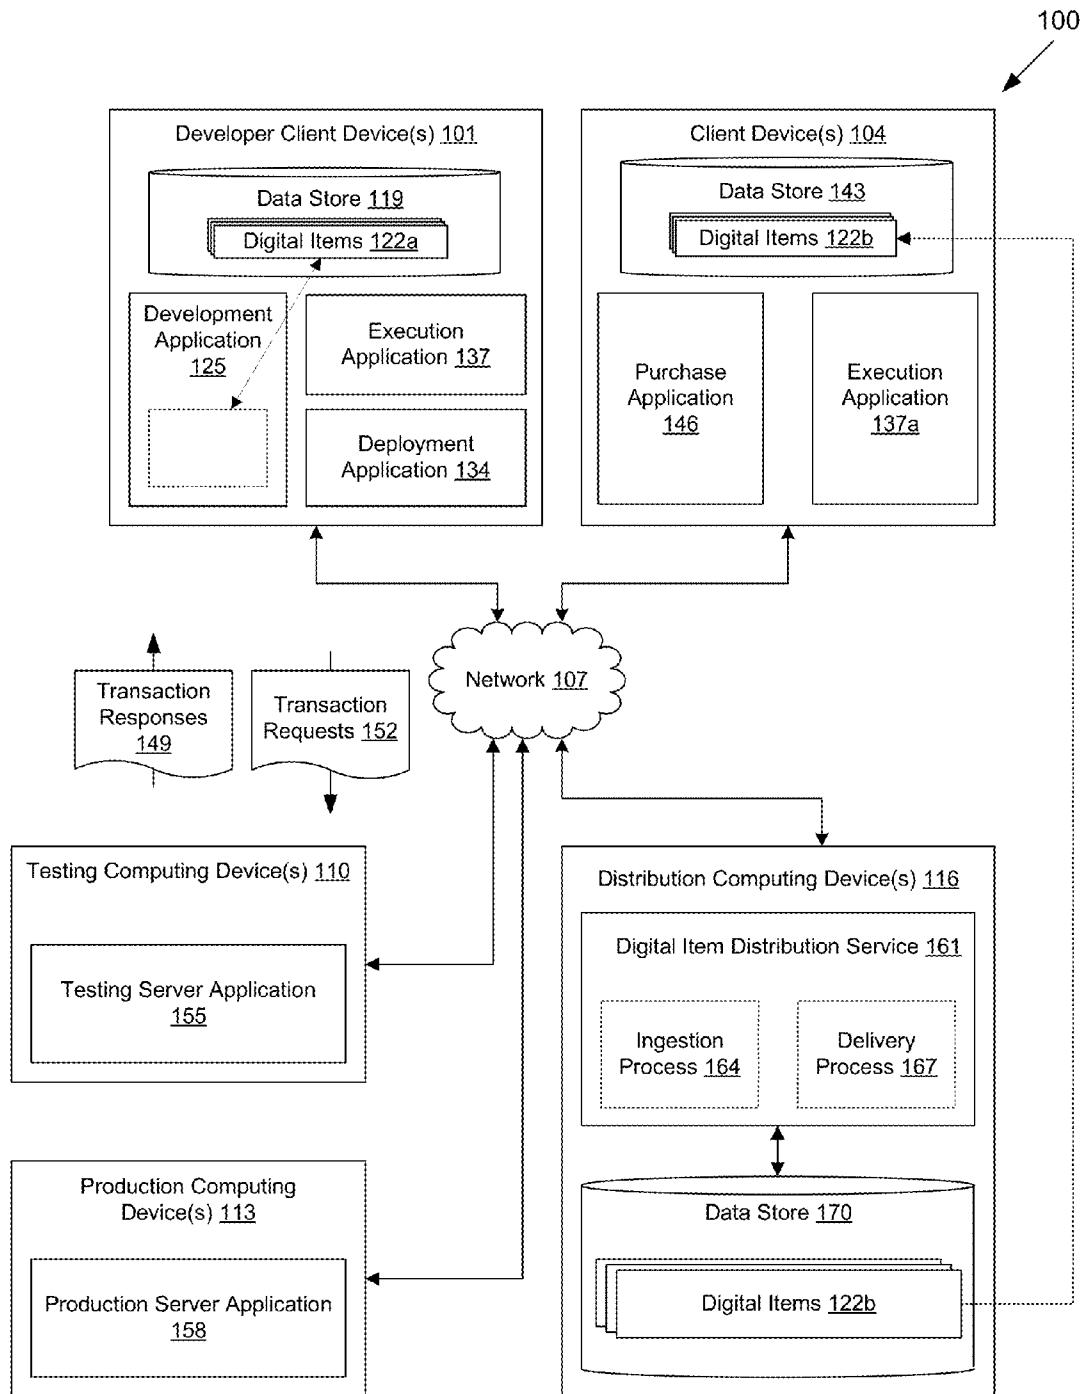 100
Developer Client Device(s) 101
Data Store 119
Digital Items 122a
Development
Application
125
Execution
Application 137
Deployment
Application 134
Client Device(s) 104
Data Store 143
Digital Items 122b
Purchase
Application
146
Execution
Application
137a
Network 107
Transaction
Responses
149
Transaction
Requests 152
Testing Computing Device(s) 110
Testing Server Application
155
Production Computing
Device(s) 113
Production Server Application
158
Distribution Computing Device(s) 116
Digital Item Distribution Service 161
Ingestion
Process 164
Delivery
Process 167
Data Store 170
Digital Items 122b